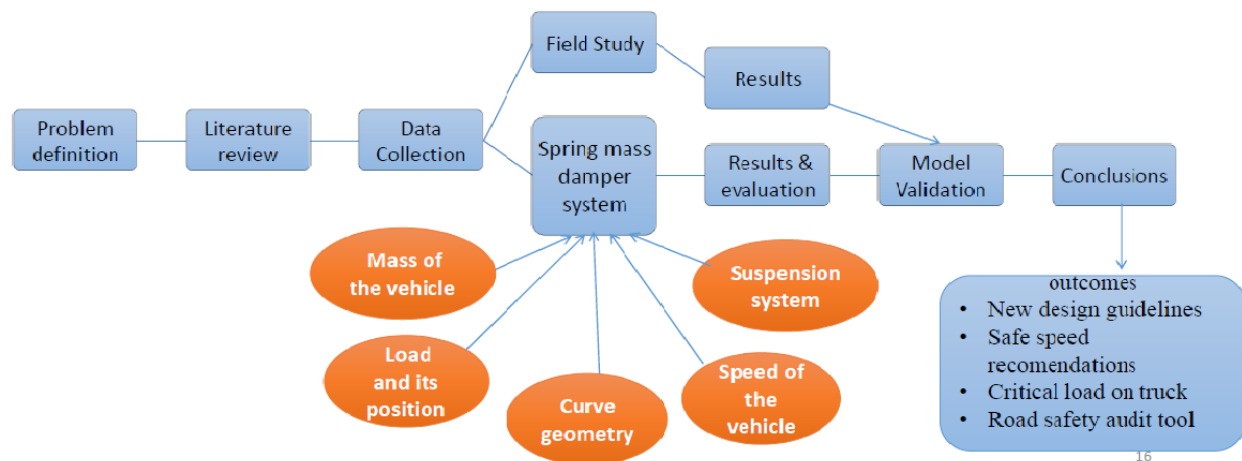 Problem
definition
Literature
review
Data
Collection
Field Study
Results
Spring mass
damper
system
Results &
evaluation
Model
Validation
Conclusions
Mass of
the vehicle
Load
and its
position
Curve
geometry
Speed of
the
vehicle
Suspension
system
outcomes
• New design guidelines
• Safe speed
recomendations
• Critical load on truck
• Road safety audit tool
16